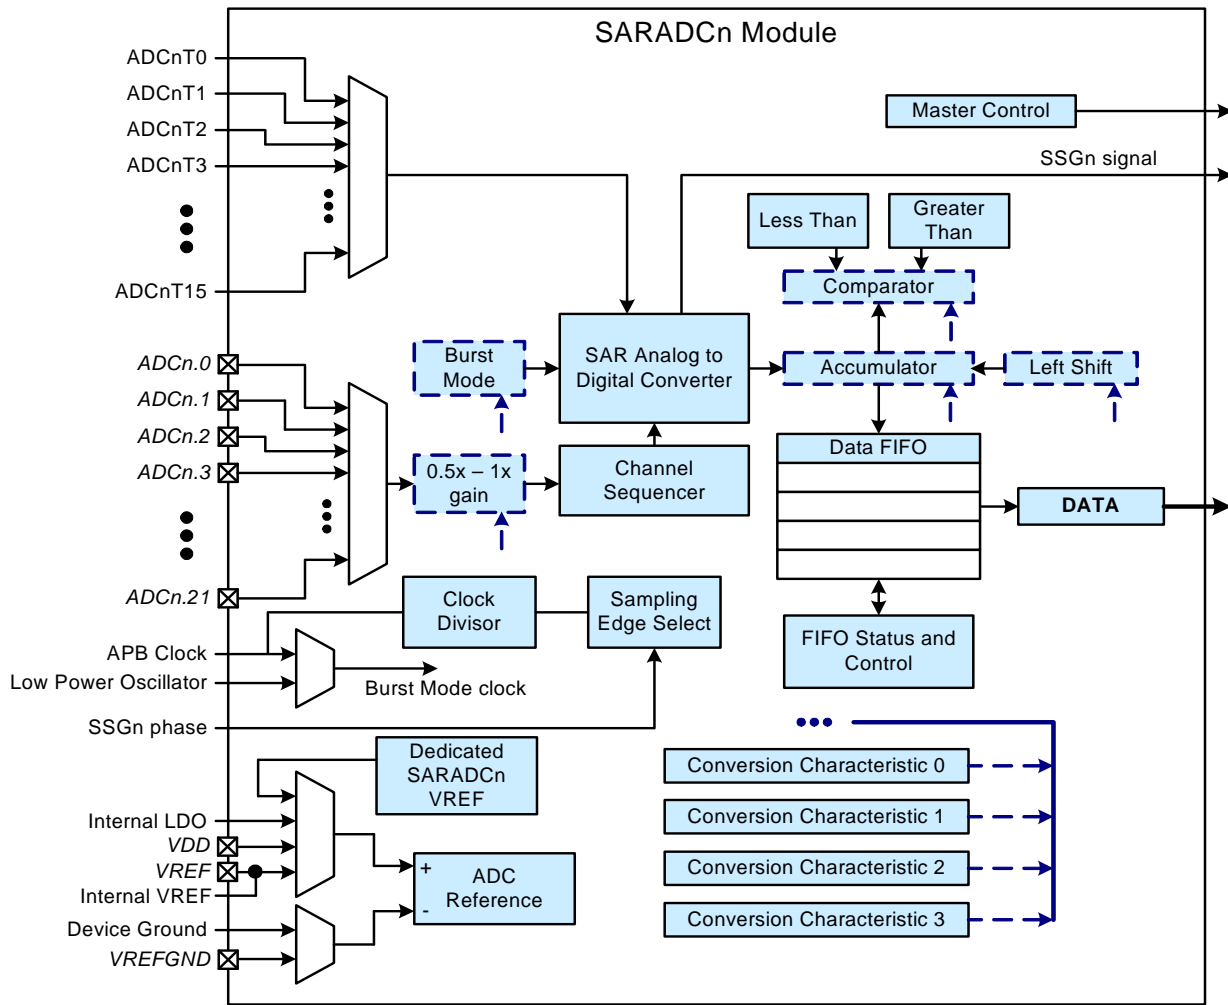 SARADCn Module
ADCnT0
ADCnT1
ADCnT2
ADCnT3
ADCnT15
Master Control
SSGn signal
Less Than
Greater
Than
Comparator
ADCn.0
ADCn.1
ADCn.2
ADCn.3
ADCn.21
Burst
Mode
SAR Analog to
Digital Converter
Accumulator
Left Shift
0.5x – 1x
gain
Channel
Sequencer
Data FIFO
DATA
Clock
Divisor
Sampling
Edge Select
FIFO Status and
Control
APB Clock
Low Power Oscillator
Burst Mode clock
SSGn phase
Dedicated
SARADCn
VREF
Internal LDO
VDD
VREF
Internal VREF
Device Ground
VREFGND
+
-
ADC
Reference
Conversion Characteristic 0
Conversion Characteristic 1
Conversion Characteristic 2
Conversion Characteristic 3